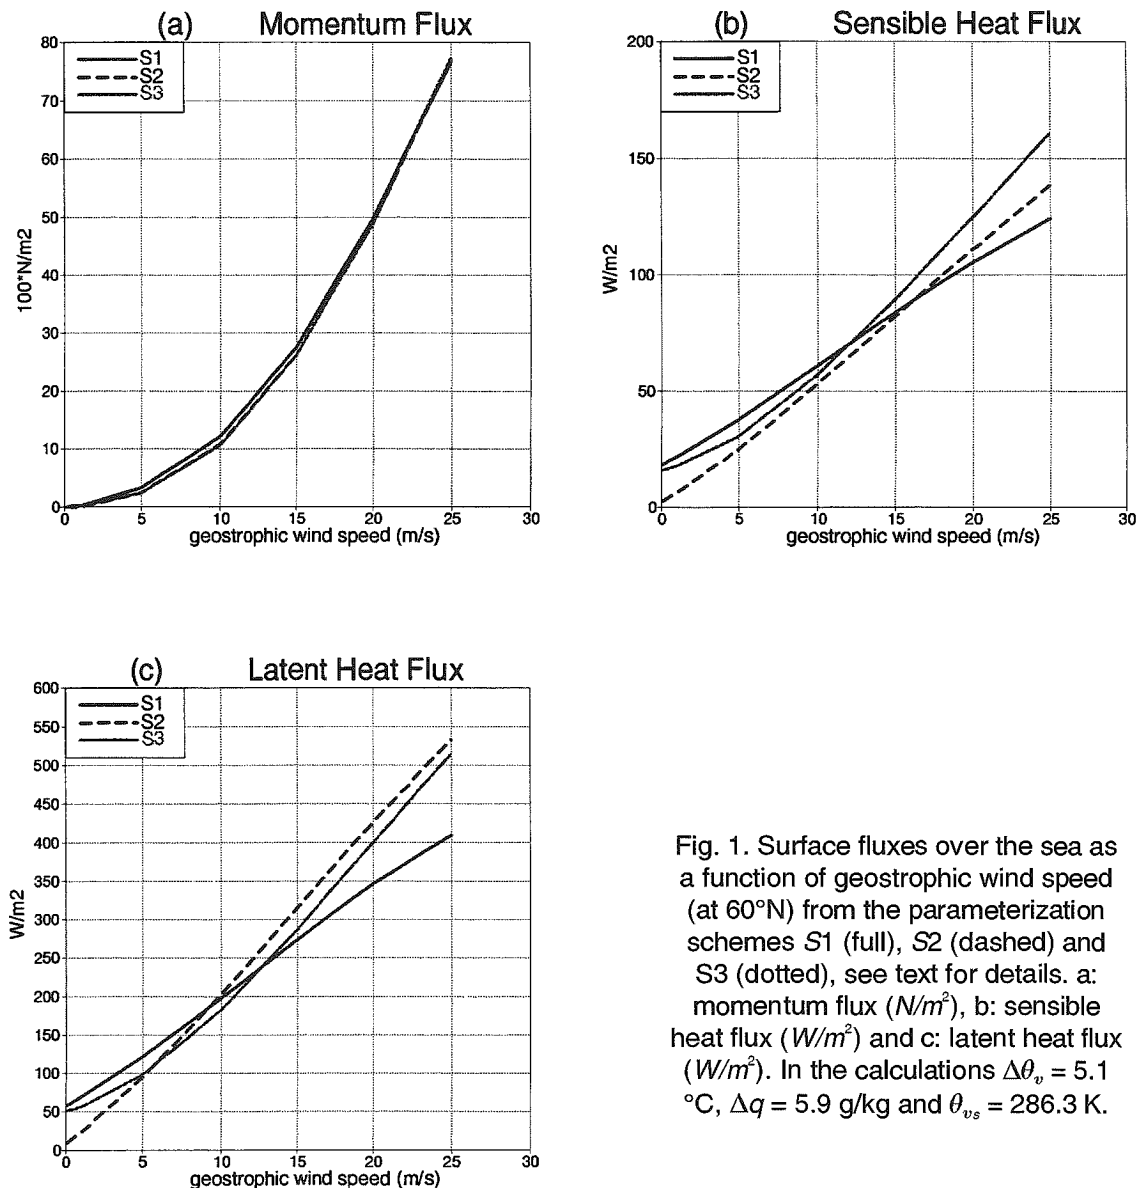 (a) Momentum Flux
80
70
60
50
40
30
20
10
0
100*N/m2
S1
S2
S3
0 5 10 15 20 25 30
geostrophic wind speed (m/s)
(b) Sensible Heat Flux
200
150
100
50
0
W/m2
S1
S2
S3
0 5 10 15 20 25 30
geostrophic wind speed (m/s)
(c) Latent Heat Flux
600
550
500
450
400
350
300
250
200
150
100
50
0
W/m2
S1
S2
S3
0 5 10 15 20 25 30
geostrophic wind speed (m/s)
Fig. 1. Surface fluxes over the sea as
a function of geostrophic wind speed
(at 60°N) from the parameterization
schemes S1 (full), S2 (dashed) and
S3 (dotted), see text for details. a:
momentum flux (N/m²), b: sensible
heat flux (W/m²) and c: latent heat flux
(W/m²). In the calculations Δθᵥ = 5.1
°C, Δq = 5.9 g/kg and θᵥₛ = 286.3 K.